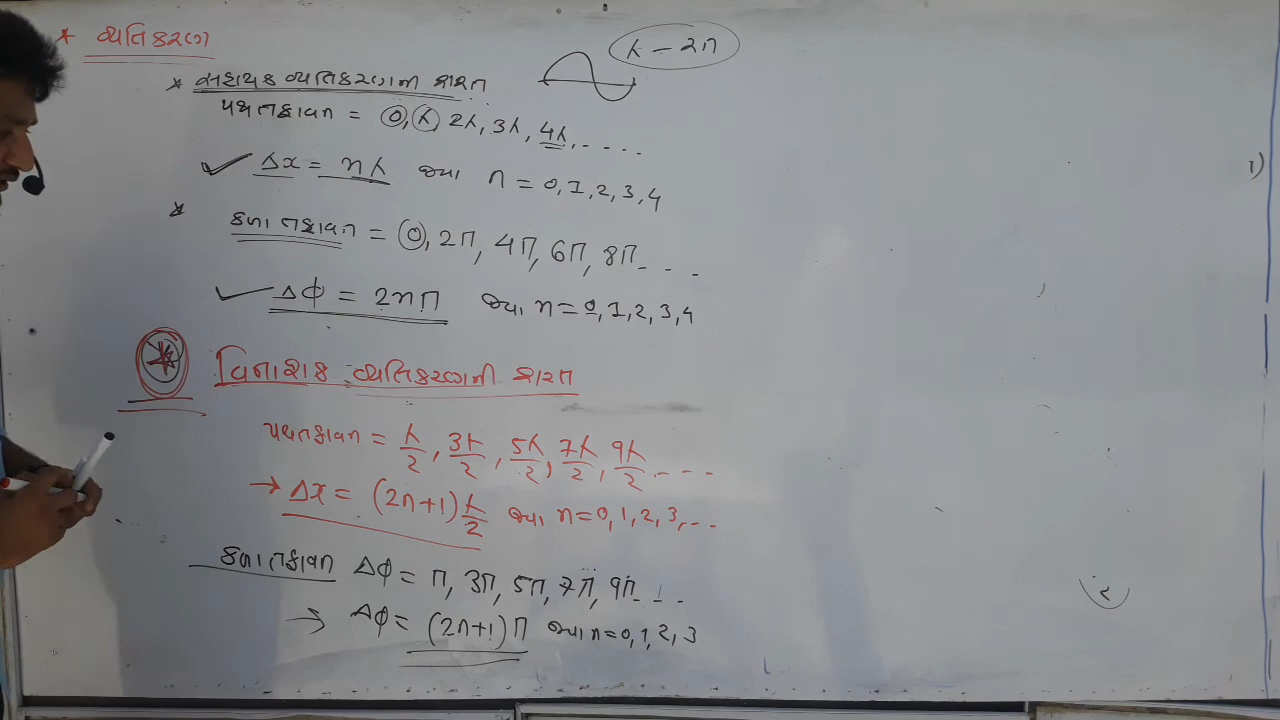 * વ્યતિકરણ
λ – 2π
* સહાયક વ્યતિકરણની શરત
પથતફાવત = 0, λ, 2λ, 3λ, 4λ, - - - -
Δx = nλ જ્યાં n = 0, 1, 2, 3, 4
* કળા તફાવત = 0, 2π, 4π, 6π, 8π - - - -
Δϕ = 2nπ જ્યાં n = 0, 1, 2, 3, 4
વિનાશક વ્યતિકરણની શરત
પથતફાવત = λ/2, 3λ/2, 5λ/2, 7λ/2, 9λ/2, - - - -
→ Δx = (2n+1) λ/2 જ્યાં n = 0, 1, 2, 3, - - -
કળા તફાવત Δϕ = π, 3π, 5π, 7π, 9π - - - .
→ Δϕ = (2n+1) π જ્યાં n = 0, 1, 2, 3
1)
2